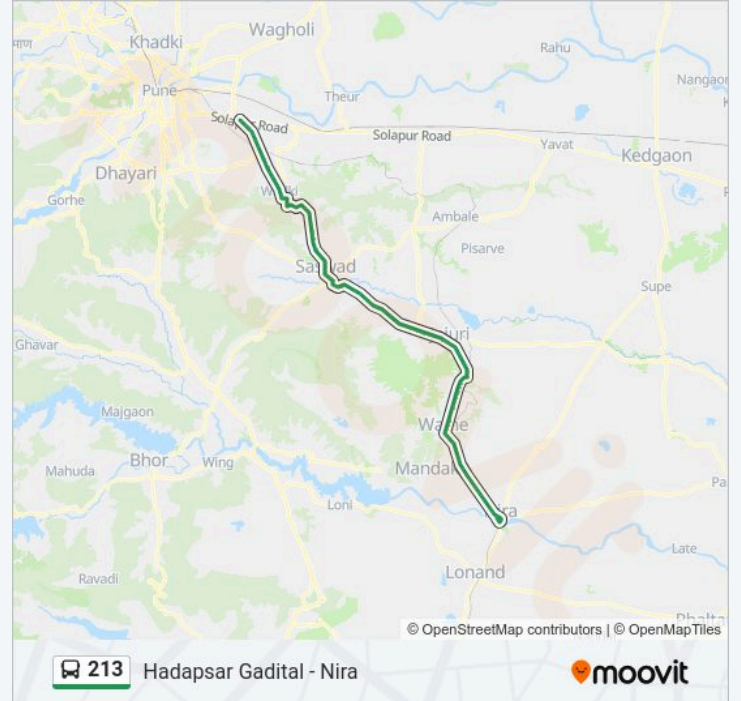 Khadki
Wagholi
Rahu
Pune
Theur
Nangaon
Solapur Road
Solapur Road
Yavat
Kedgaon
Dhayari
Gorhe
Ambale
Pisarve
Saswad
Supe
Ghavar
Majgaon
Bhor
Wing
Mahuda
Loni
Late
Ravadi
Lonand
© OpenStreetMap contributors | © OpenMapTiles
213 Hadapsar Gadital - Nira
moovit